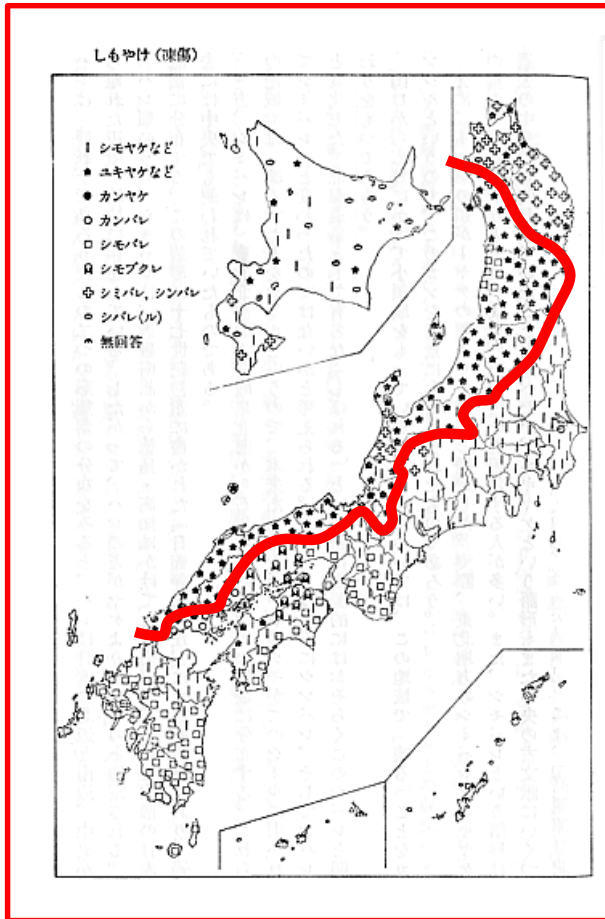 しもやけ(凍傷)
シモヤケなど
ユキヤケなど
カンヤケ
カンバレ
シモバレ
シモブクレ
シミバレ, シンバレ
シバレ(ル)
無回答